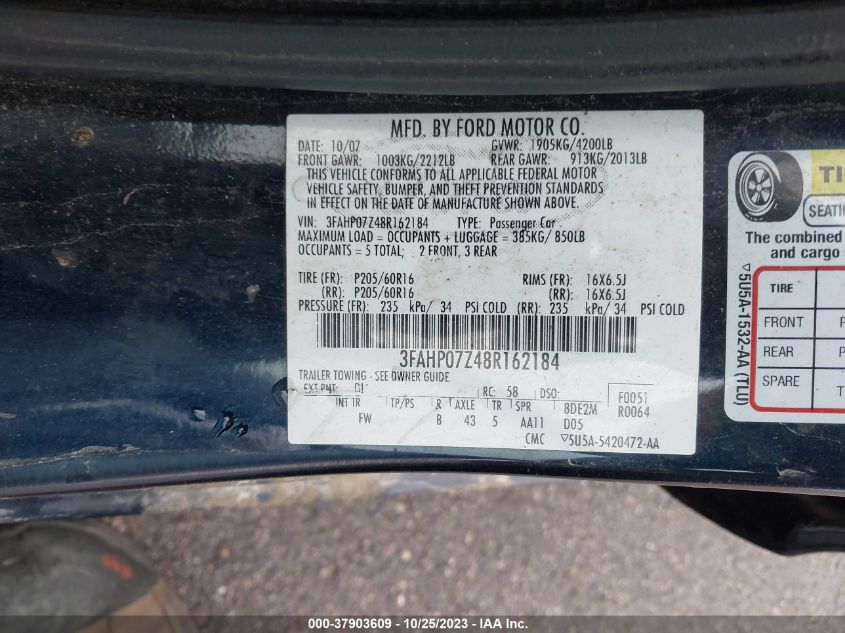 MFD. BY FORD MOTOR CO.
DATE: 10/07 GVWR: 1905KG/4200LB
FRONT GAWR: 1003KG/2212LB REAR GAWR: 913KG/2013LB
THIS VEHICLE CONFORMS TO ALL APPLICABLE FEDERAL MOTOR
VEHICLE SAFETY, BUMPER, AND THEFT PREVENTION STANDARDS
IN EFFECT ON THE DATE OF MANUFACTURE SHOWN ABOVE.
VIN: 3FAHP07Z48R162184 TYPE: Passenger Car
MAXIMUM LOAD = OCCUPANTS + LUGGAGE = 385KG/850LB
OCCUPANTS = 5 TOTAL; 2 FRONT, 3 REAR
TIRE (FR): P205/60R16 RIMS (FR): 16X6.5J
(RR): P205/60R16 (RR): 16X6.5J
PRESSURE (FR): 235 kPa/ 34 PSI COLD (RR): 235 kPa/ 34 PSI COLD
3FAHP07Z48R162184
TRAILER TOWING - SEE OWNER GUIDE
EXT PNT: RC: 58 DSO: F0051
INT TR TP/PS R AXLE TR SPR 8DE2M R0064
FW B 43 5 AA11 D05
CMC ▽5U5A-5420472-AA
TI
SEATI
The combined
and cargo
TIRE
FRONT P
REAR P
SPARE T
▽5U5A-1532-AA (TLU)
000-37903609 - 10/25/2023 - IAA Inc.